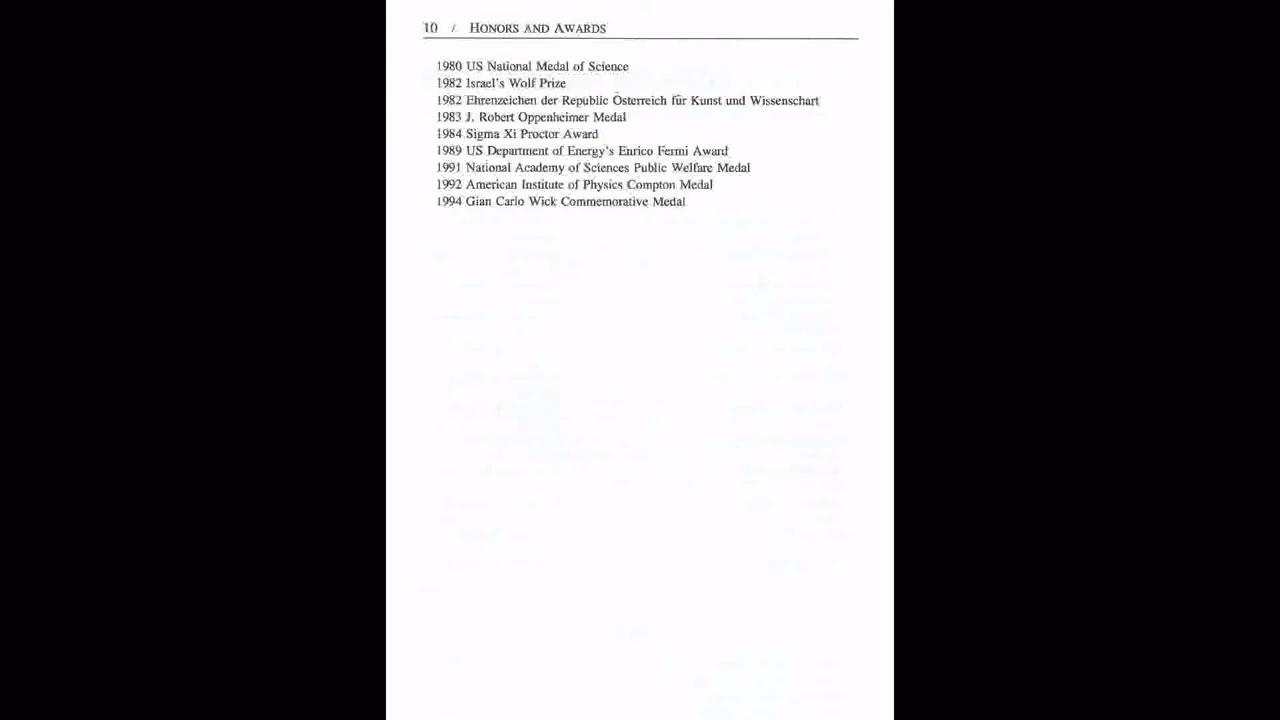 10 / HONORS AND AWARDS
1980 US National Medal of Science
1982 Israel's Wolf Prize
1982 Ehrenzeichen der Republic Österreich für Kunst und Wissenschart
1983 J. Robert Oppenheimer Medal
1984 Sigma Xi Proctor Award
1989 US Department of Energy's Enrico Fermi Award
1991 National Academy of Sciences Public Welfare Medal
1992 American Institute of Physics Compton Medal
1994 Gian Carlo Wick Commemorative Medal